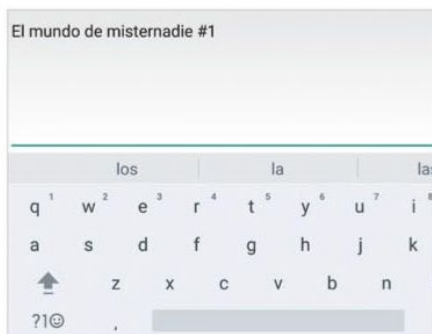 El mundo de misternadie #1
los la las
q 1 w 2 e 3 r 4 t 5 y 6 u 7 i 8
a s d f g h j k
z x c v b n
?1☺ ,